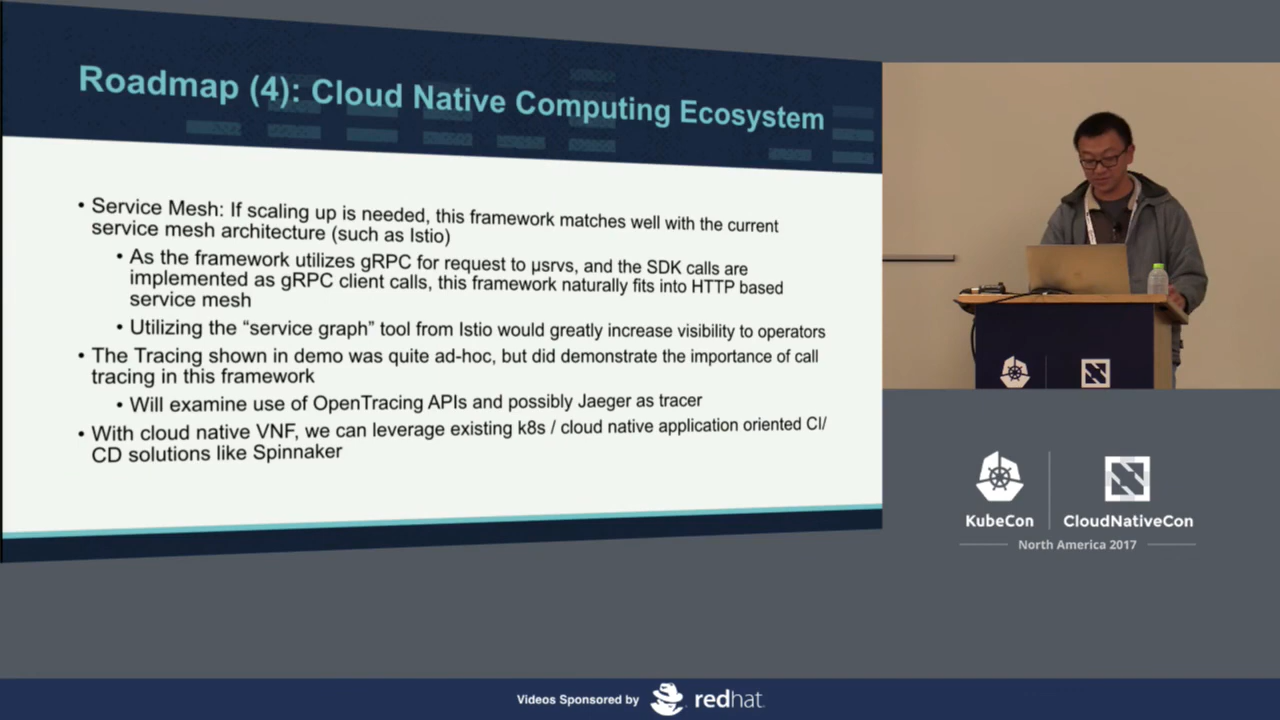 Roadmap (4): Cloud Native Computing Ecosystem
• Service Mesh: If scaling up is needed, this framework matches well with the current
service mesh architecture (such as Istio)
• As the framework utilizes gRPC for request to µsrvs, and the SDK calls are
implemented as gRPC client calls, this framework naturally fits into HTTP based
service mesh
• Utilizing the “service graph” tool from Istio would greatly increase visibility to operators
• The Tracing shown in demo was quite ad-hoc, but did demonstrate the importance of call
tracing in this framework
• Will examine use of OpenTracing APIs and possibly Jaeger as tracer
• With cloud native VNF, we can leverage existing k8s / cloud native application oriented CI/
CD solutions like Spinnaker
KubeCon
CloudNativeCon
North America 2017
Videos Sponsored by
redhat.